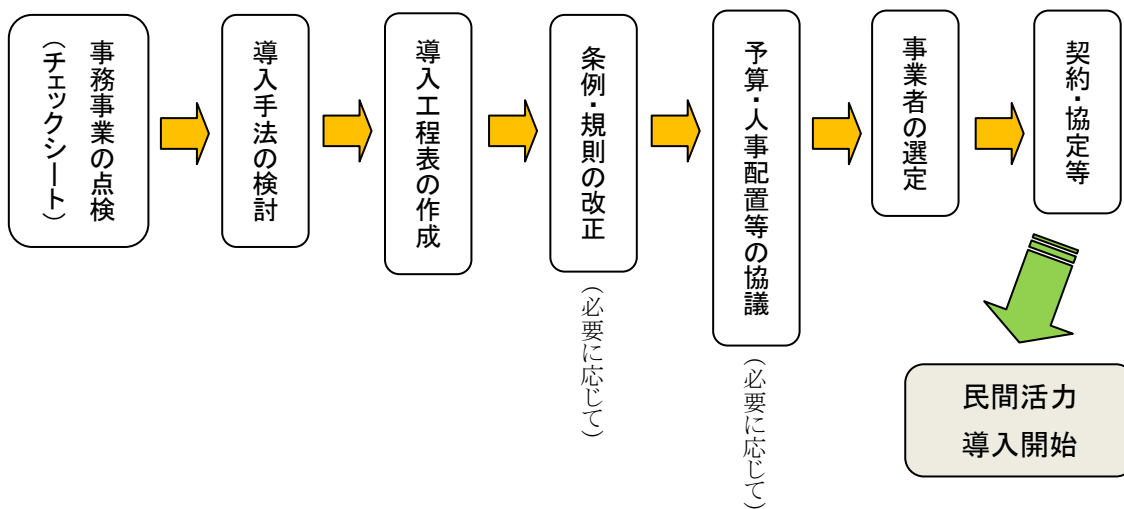 事務事業の点検
（チェックシート）
導入手法の検討
導入工程表の作成
条例・規則の改正
（必要に応じて）
予算・人事配置等の協議
（必要に応じて）
事業者の選定
契約・協定等
民間活力
導入開始